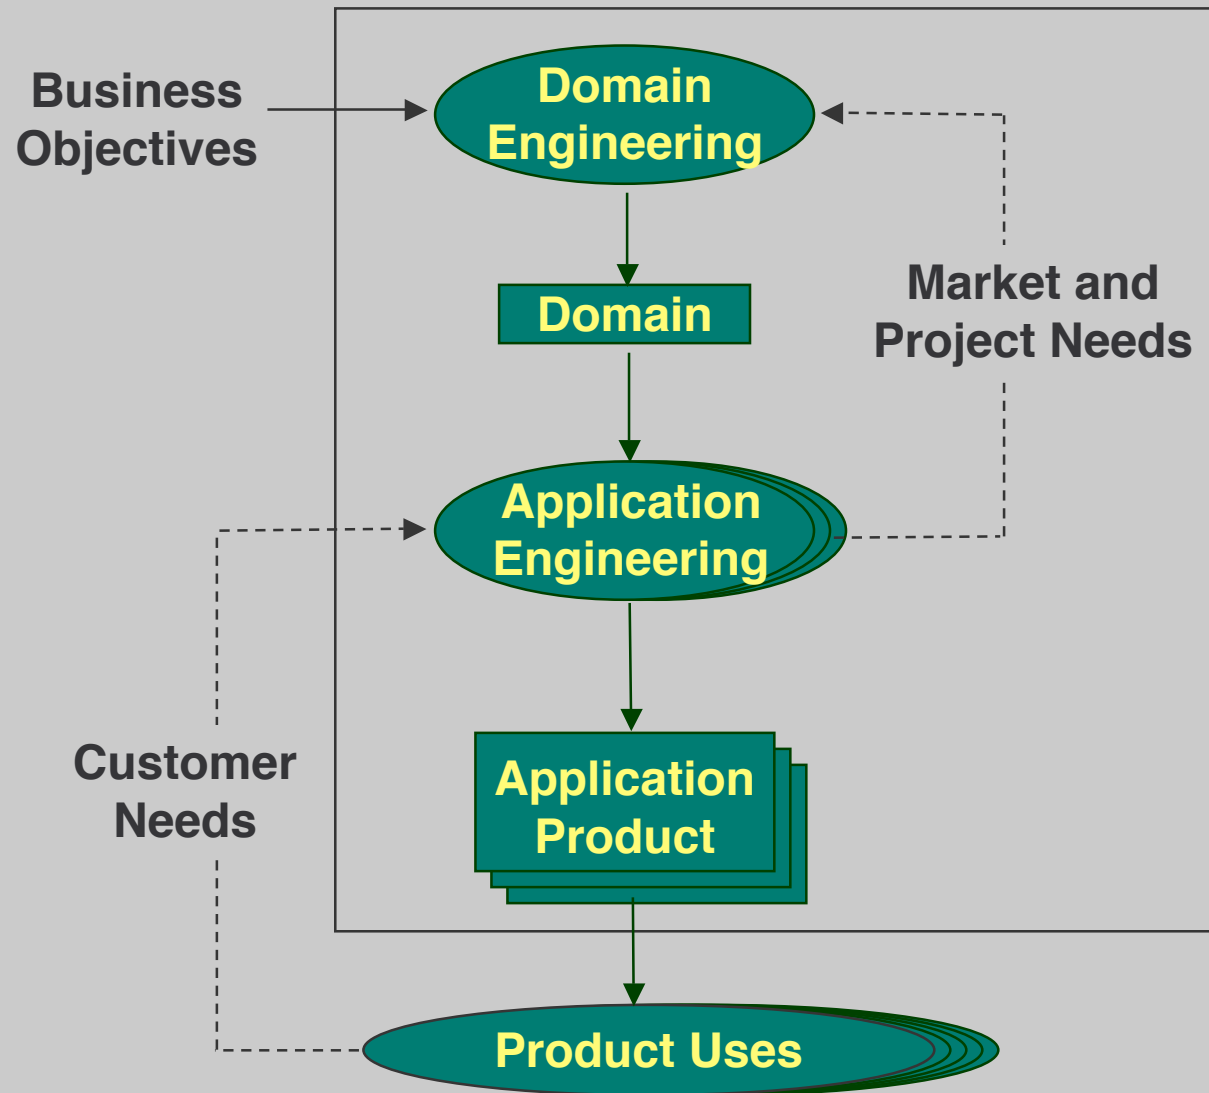 Business
Objectives
Domain
Engineering
Domain
Market and
Project Needs
Application
Engineering
Customer
Needs
Application
Product
Product Uses